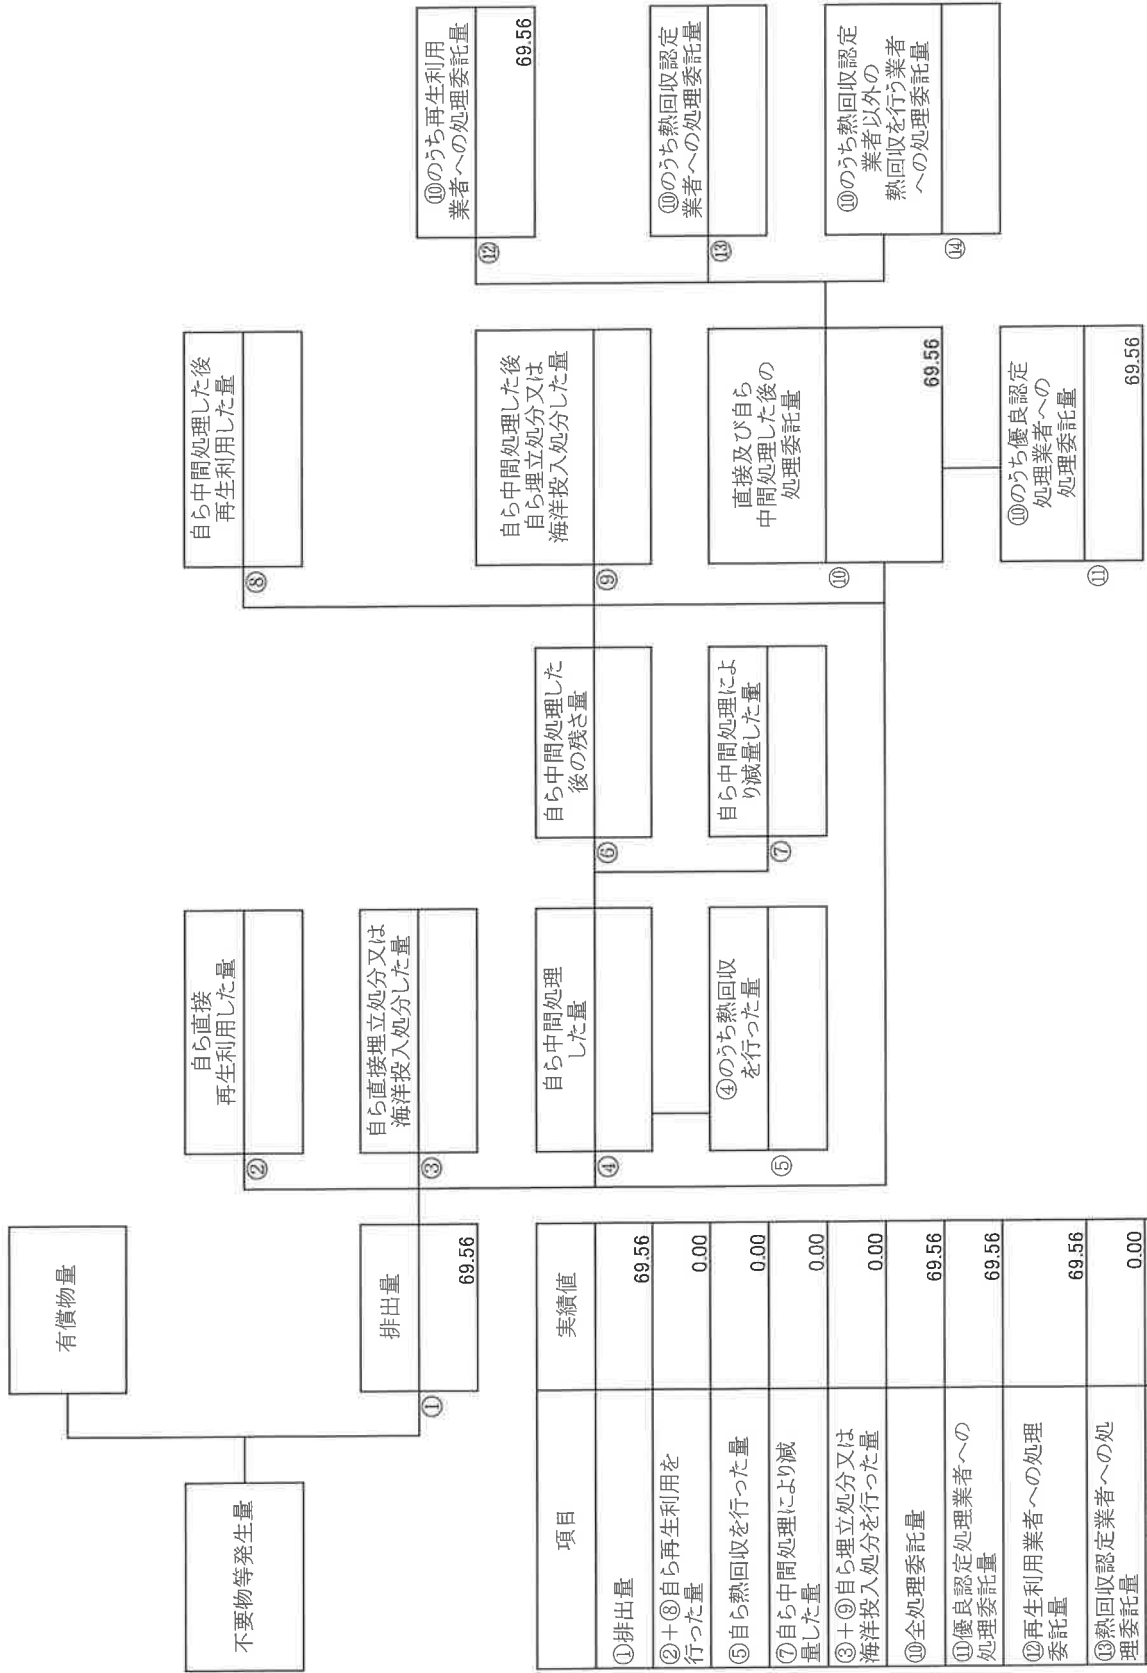 不要物等発生量
有償物量
排出量
①
69.56
自ら直接
再生利用した量
②
自ら直接埋立処分又は
海洋投入処分した量
③
自ら中間処理
した量
④
④のうち熱回収
を行った量
⑤
自ら中間処理した
後の残さ量
⑥
自ら中間処理によ
り減量した量
⑦
自ら中間処理した後
再生利用した量
⑧
自ら中間処理した後
自ら埋立処分又は
海洋投入処分した量
⑨
直接及び自ら
中間処理した後の
処理委託量
⑩
69.56
⑩のうち優良認定
処理業者への
処理委託量
⑪
69.56
⑩のうち再生利用
業者への処理委託量
⑫
69.56
⑩のうち熱回収認定
業者への処理委託量
⑬
⑩のうち熱回収認定
業者以外の
熱回収を行う業者
への処理委託量
⑭
項目 実績値
①排出量 69.56
②+⑧自ら再生利用を
行った量 0.00
⑤自ら熱回収を行った量 0.00
⑦自ら中間処理により減
量した量 0.00
③+⑨自ら埋立処分又は
海洋投入処分を行った量 0.00
⑩全処理委託量 69.56
⑪優良認定処理業者への
処理委託量 69.56
⑫再生利用業者への処理
委託量 69.56
⑬熱回収認定業者への処
理委託量 0.00